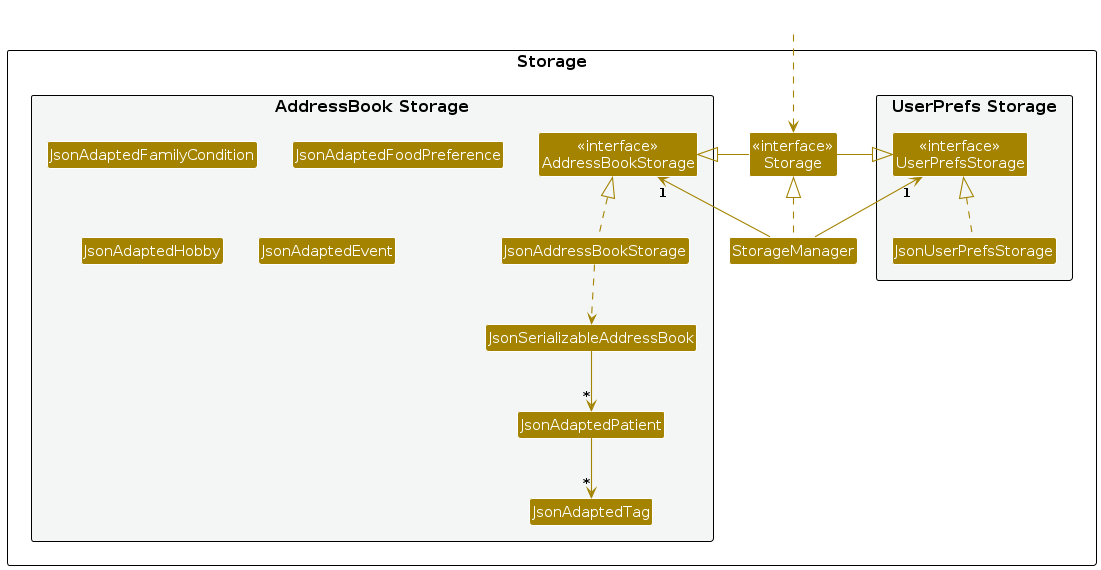 Storage
AddressBook Storage
UserPrefs Storage
JsonAdaptedFamilyCondition
JsonAdaptedFoodPreference
«interface»
AddressBookStorage
«interface»
Storage
«interface»
UserPrefsStorage
1
1
JsonAdaptedHobby
JsonAdaptedEvent
JsonAddressBookStorage
StorageManager
JsonUserPrefsStorage
JsonSerializableAddressBook
*
JsonAdaptedPatient
*
JsonAdaptedTag